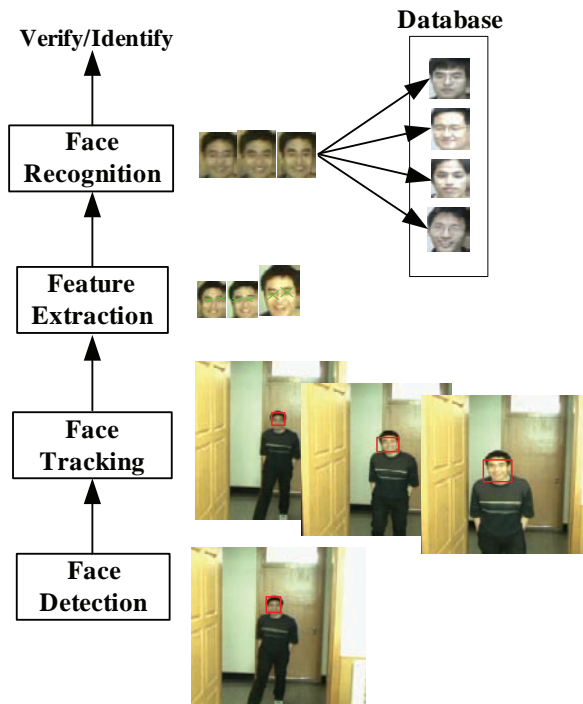 Database
Verify/Identify
Face
Recognition
Feature
Extraction
Face
Tracking
Face
Detection